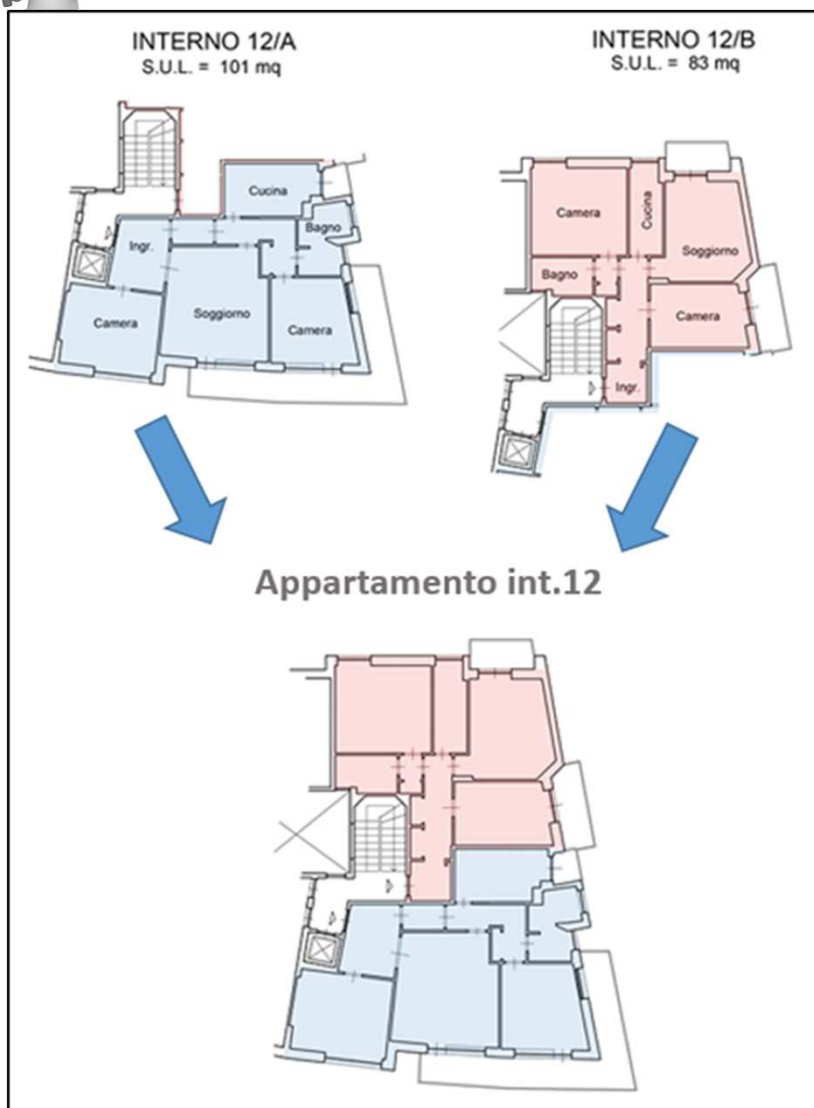 INTERNO 12/A
S.U.L. = 101 mq
Cucina
Bagno
Ingr.
Soggiorno
Camera
Camera
INTERNO 12/B
S.U.L. = 83 mq
Camera
Cucina
Soggiorno
Bagno
Camera
Ingr.
Appartamento int.12